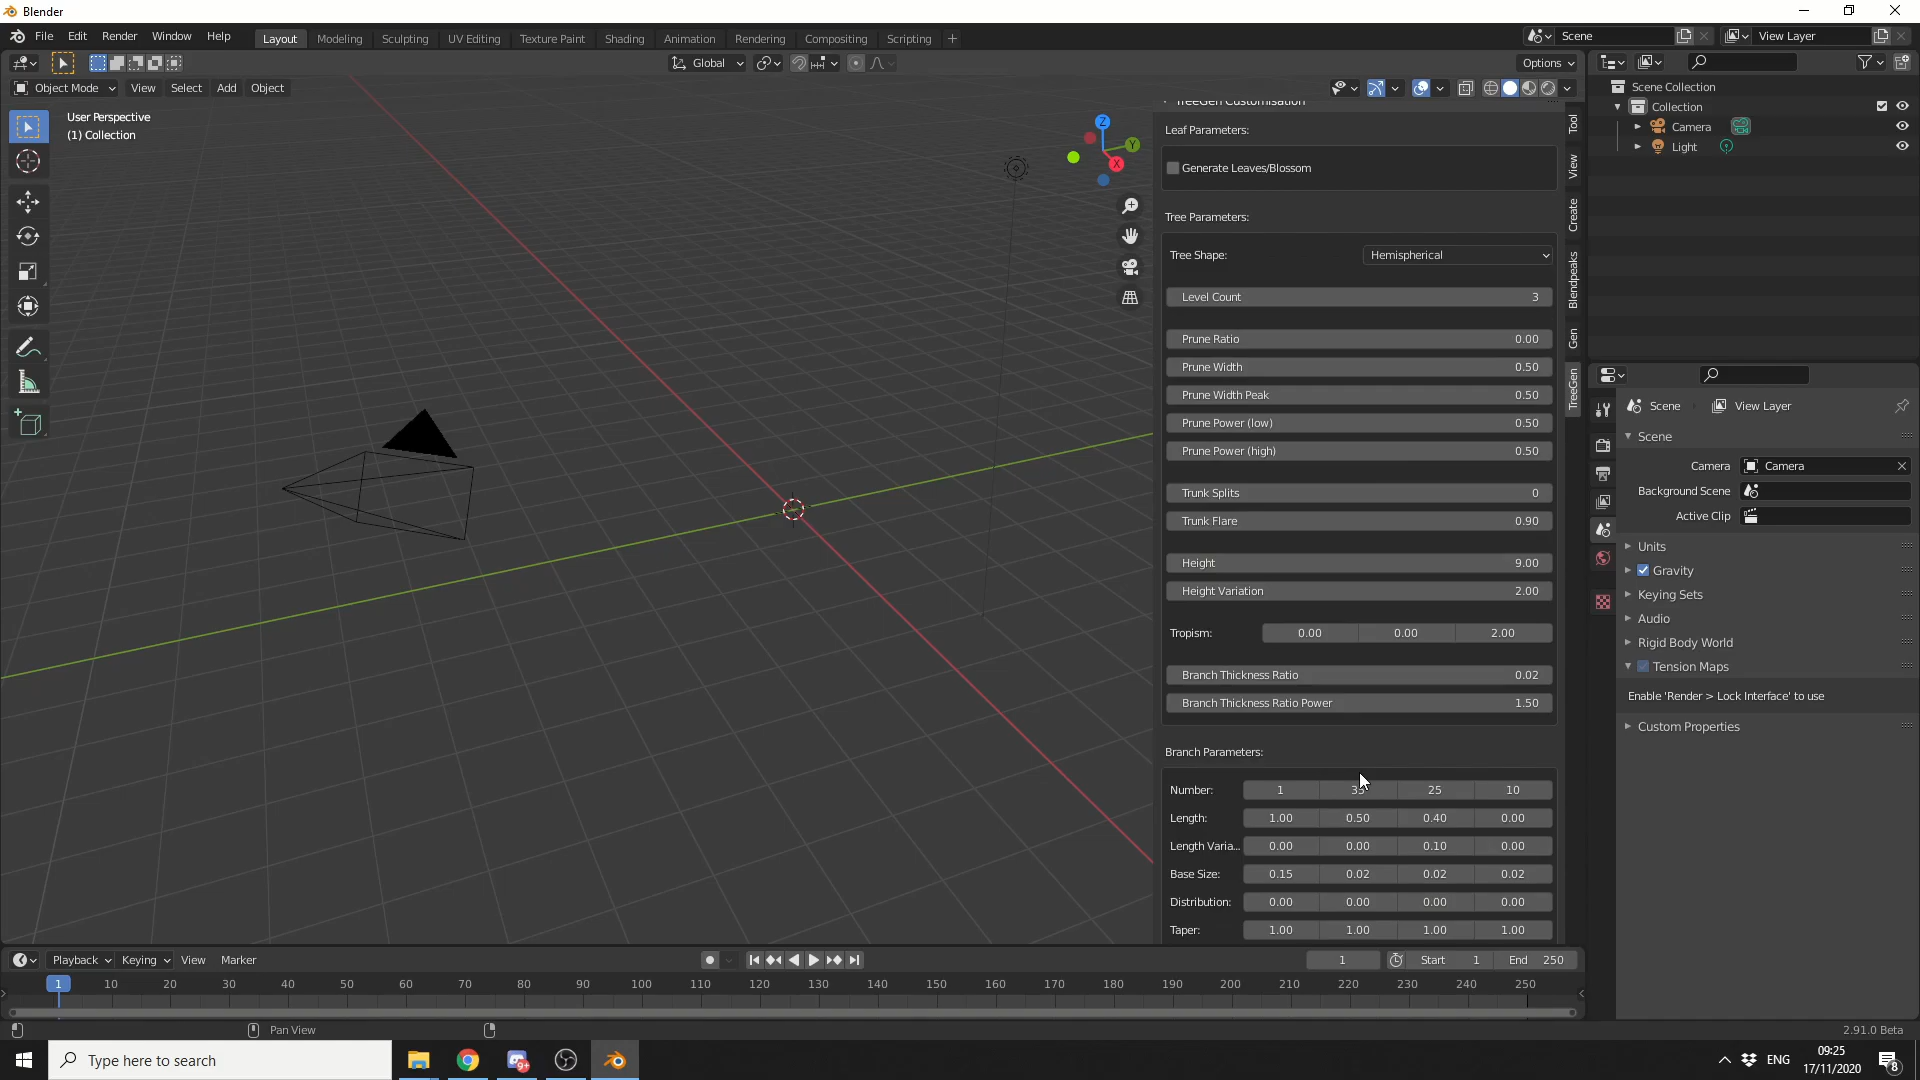 Blender
File Edit Render Window Help
Layout Modeling Sculpting UV Editing Texture Paint Shading Animation Rendering Compositing Scripting +
Scene
View Layer
Global
Options
Object Mode View Select Add Object
User Perspective
(1) Collection
Z
Y
X
TreeGen Customisation
Leaf Parameters:
Generate Leaves/Blossom
Tree Parameters:
Tree Shape: Hemispherical
Level Count 3
Prune Ratio 0.00
Prune Width 0.50
Prune Width Peak 0.50
Prune Power (low) 0.50
Prune Power (high) 0.50
Trunk Splits 0
Trunk Flare 0.90
Height 9.00
Height Variation 2.00
Tropism: 0.00 0.00 2.00
Branch Thickness Ratio 0.02
Branch Thickness Ratio Power 1.50
Branch Parameters:
Number: 1 35 25 10
Length: 1.00 0.50 0.40 0.00
Length Varia... 0.00 0.00 0.10 0.00
Base Size: 0.15 0.02 0.02 0.02
Distribution: 0.00 0.00 0.00 0.00
Taper: 1.00 1.00 1.00 1.00
Tool
View
Create
Blendpeaks
Gen
TreeGen
Scene Collection
Collection
Camera
Light
Scene View Layer
Scene
Camera Camera
Background Scene
Active Clip
Units
Gravity
Keying Sets
Audio
Rigid Body World
Tension Maps
Enable 'Render > Lock Interface' to use
Custom Properties
Playback Keying View Marker
1 Start 1 End 250
1 10 20 30 40 50 60 70 80 90 100 110 120 130 140 150 160 170 180 190 200 210 220 230 240 250
Pan View
2.91.0 Beta
Type here to search
9+
ENG
09:25
17/11/2020
8